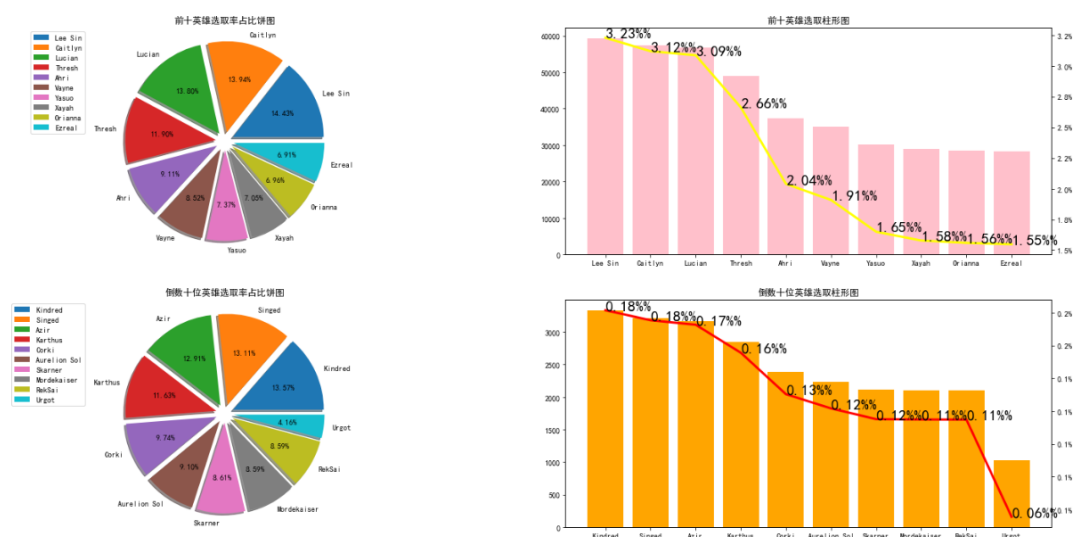 前十英雄选取率占比饼图
Lee Sin
Caitlyn
Lucian
Thresh
Ahri
Vayne
Yasuo
Xayah
Orianna
Ezreal
Caitlyn
Lucian
Lee Sin
Thresh
Ezreal
Ahri
Orianna
Vayne
Xayah
Yasuo
13.94%
13.80%
14.43%
11.90%
6.91%
9.11%
6.96%
8.52%
7.37%
7.05%
前十英雄选取柱形图
60000
50000
40000
30000
20000
10000
0
3.23%%
3.12%%
3.09%%
2.66%%
2.04%%
1.91%%
1.65%%
1.58%%
1.56%%
1.55%%
3.2%
3.0%
2.8%
2.5%
2.2%
2.0%
1.8%
1.5%
Lee Sin
Caitlyn
Lucian
Thresh
Ahri
Vayne
Yasuo
Xayah
Orianna
Ezreal
倒数十位英雄选取率占比饼图
Kindred
Singed
Azir
Karthus
Corki
Aurelion Sol
Skarner
Mordekaiser
RekSai
Urgot
Singed
Azir
Kindred
Karthus
Urgot
Corki
RekSai
Aurelion Sol
Mordekaiser
Skarner
13.11%
12.91%
13.57%
11.63%
4.16%
9.74%
8.59%
9.10%
8.59%
8.61%
倒数十位英雄选取柱形图
3000
2500
2000
1500
1000
500
0
0.18%%
0.18%%
0.17%%
0.16%%
0.13%%
0.12%%
0.12%%
0.11%%
0.11%%
0.06%%
0.2%
0.2%
0.1%
0.1%
0.1%
0.1%
0.1%
Kindred
Singed
Azir
Karthus
Corki
Aurelion Sol
Skarner
Mordekaiser
RekSai
Urgot